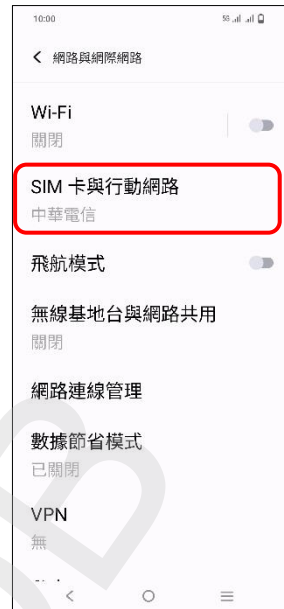 10:00
5G
網路與網際網路
Wi-Fi
關閉
SIM 卡與行動網路
中華電信
飛航模式
無線基地台與網路共用
關閉
網路連線管理
數據節省模式
已關閉
VPN
無